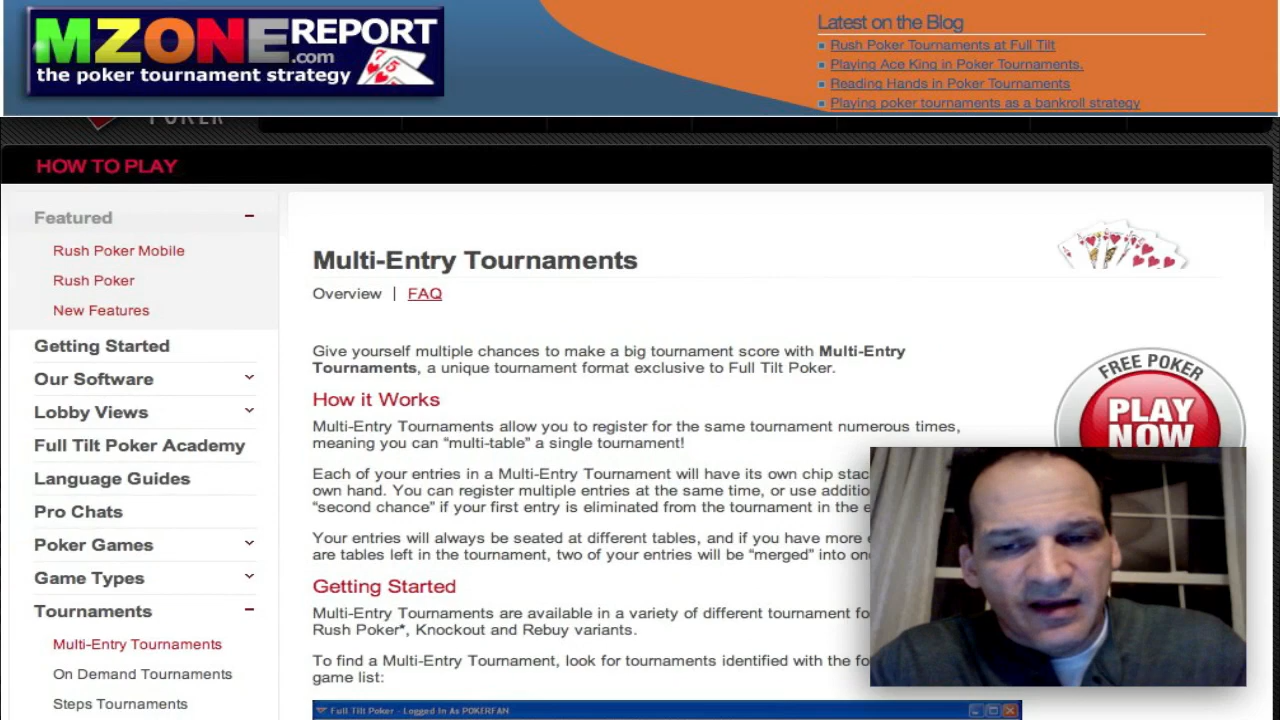 MZONEREPORT
.com
the poker tournament strategy
Latest on the Blog
Rush Poker Tournaments at Full Tilt
Playing Ace King in Poker Tournaments.
Reading Hands in Poker Tournaments
Playing poker tournaments as a bankroll strategy
POKER
HOW TO PLAY
Featured
Rush Poker Mobile
Rush Poker
New Features
Getting Started
Our Software
Lobby Views
Full Tilt Poker Academy
Language Guides
Pro Chats
Poker Games
Game Types
Tournaments
Multi-Entry Tournaments
On Demand Tournaments
Steps Tournaments
Multi-Entry Tournaments
Overview | FAQ
Give yourself multiple chances to make a big tournament score with Multi-Entry
Tournaments, a unique tournament format exclusive to Full Tilt Poker.
How it Works
Multi-Entry Tournaments allow you to register for the same tournament numerous times,
meaning you can “multi-table” a single tournament!
Each of your entries in a Multi-Entry Tournament will have its own chip stac
own hand. You can register multiple entries at the same time, or use additio
“second chance” if your first entry is eliminated from the tournament in the e
Your entries will always be seated at different tables, and if you have more e
are tables left in the tournament, two of your entries will be “merged” into on
Getting Started
Multi-Entry Tournaments are available in a variety of different tournament fo
Rush Poker*, Knockout and Rebuy variants.
To find a Multi-Entry Tournament, look for tournaments identified with the fo
game list:
Full Tilt Poker - Logged In As POKERFAN
FREE POKER
PLAY
NOW